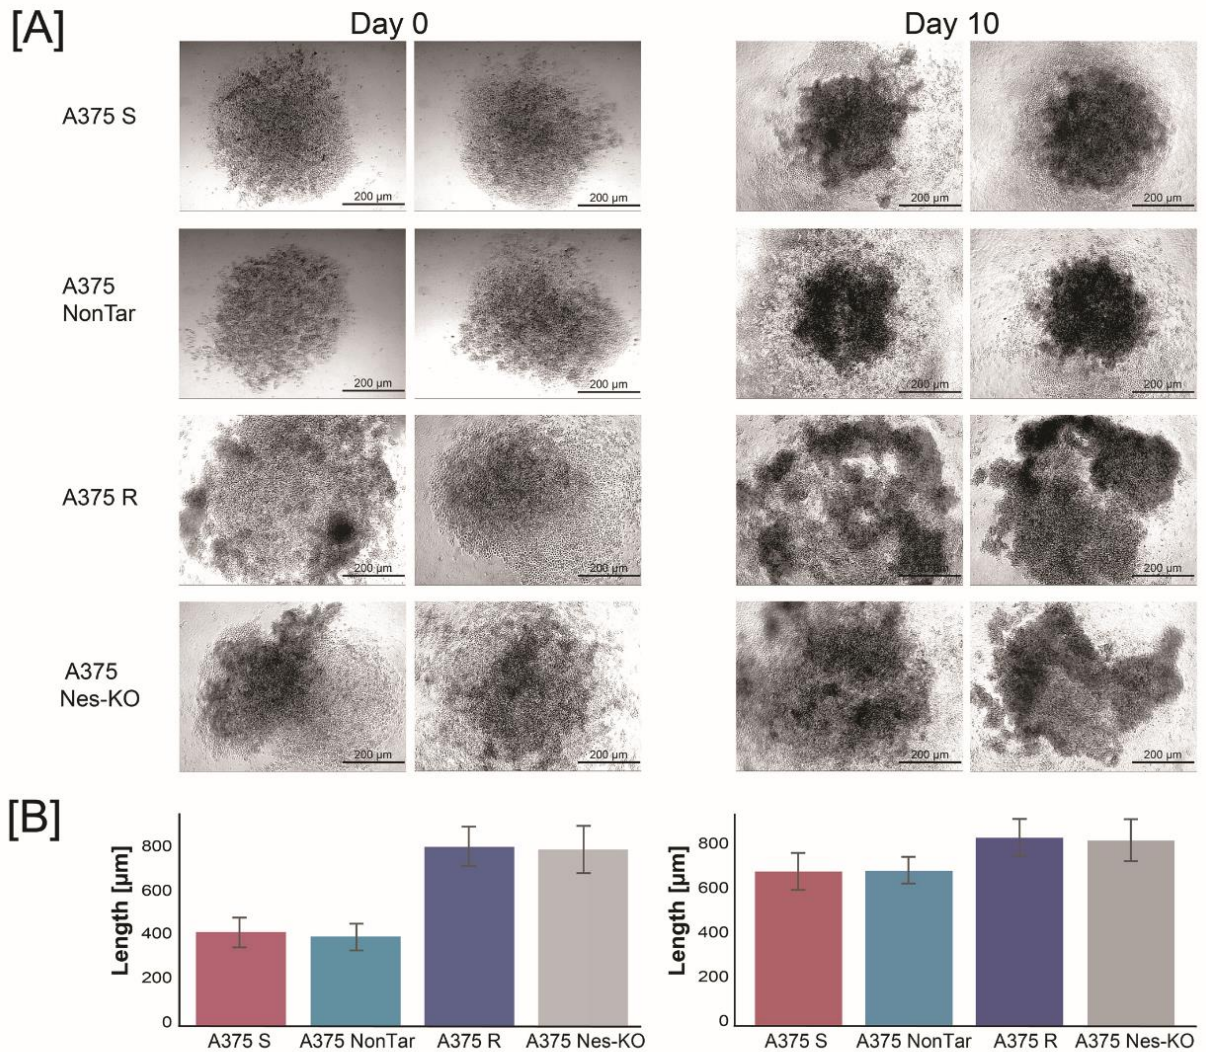 [A]
Day 0
Day 10
A375 S
200 µm
200 µm
200 µm
200 µm
A375
NonTar
200 µm
200 µm
200 µm
200 µm
A375 R
200 µm
200 µm
200 µm
A375
Nes-KO
200 µm
200 µm
200 µm
200 µm
[B]
Length [µm]
800
600
400
200
0
A375 S
A375 NonTar
A375 R
A375 Nes-KO
Length [µm]
800
600
400
200
0
A375 S
A375 NonTar
A375 R
A375 Nes-KO